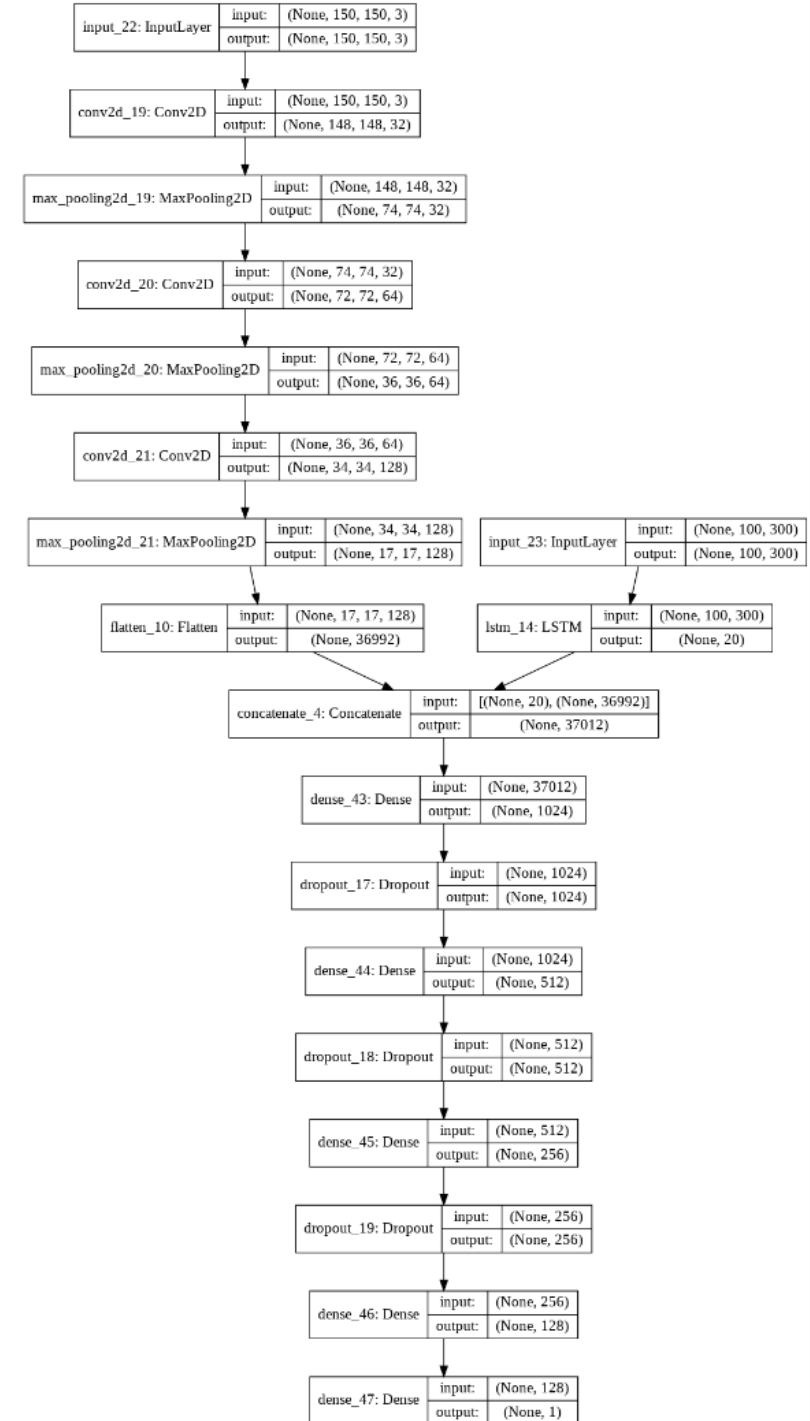 input_22: InputLayer
input: (None, 150, 150, 3)
output: (None, 150, 150, 3)
conv2d_19: Conv2D
input: (None, 150, 150, 3)
output: (None, 148, 148, 32)
max_pooling2d_19: MaxPooling2D
input: (None, 148, 148, 32)
output: (None, 74, 74, 32)
conv2d_20: Conv2D
input: (None, 74, 74, 32)
output: (None, 72, 72, 64)
max_pooling2d_20: MaxPooling2D
input: (None, 72, 72, 64)
output: (None, 36, 36, 64)
conv2d_21: Conv2D
input: (None, 36, 36, 64)
output: (None, 34, 34, 128)
max_pooling2d_21: MaxPooling2D
input: (None, 34, 34, 128)
output: (None, 17, 17, 128)
input_23: InputLayer
input: (None, 100, 300)
output: (None, 100, 300)
flatten_10: Flatten
input: (None, 17, 17, 128)
output: (None, 36992)
lstm_14: LSTM
input: (None, 100, 300)
output: (None, 20)
concatenate_4: Concatenate
input: [(None, 20), (None, 36992)]
output: (None, 37012)
dense_43: Dense
input: (None, 37012)
output: (None, 1024)
dropout_17: Dropout
input: (None, 1024)
output: (None, 1024)
dense_44: Dense
input: (None, 1024)
output: (None, 512)
dropout_18: Dropout
input: (None, 512)
output: (None, 512)
dense_45: Dense
input: (None, 512)
output: (None, 256)
dropout_19: Dropout
input: (None, 256)
output: (None, 256)
dense_46: Dense
input: (None, 256)
output: (None, 128)
dense_47: Dense
input: (None, 128)
output: (None, 1)